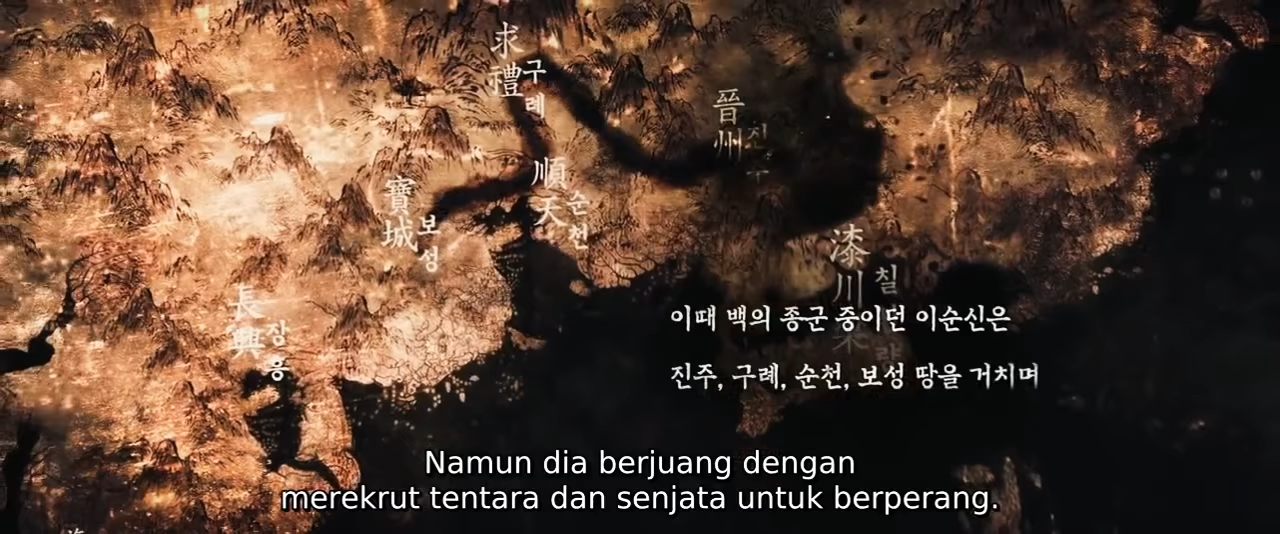 求禮
구례
晉州
진주
順天
순천
寶城
보성
漆川梁
칠
長興
장흥
이때 백의 종군 중이던 이순신은
진주, 구례, 순천, 보성 땅을 거치며
Namun dia berjuang dengan
merekrut tentara dan senjata untuk berperang.